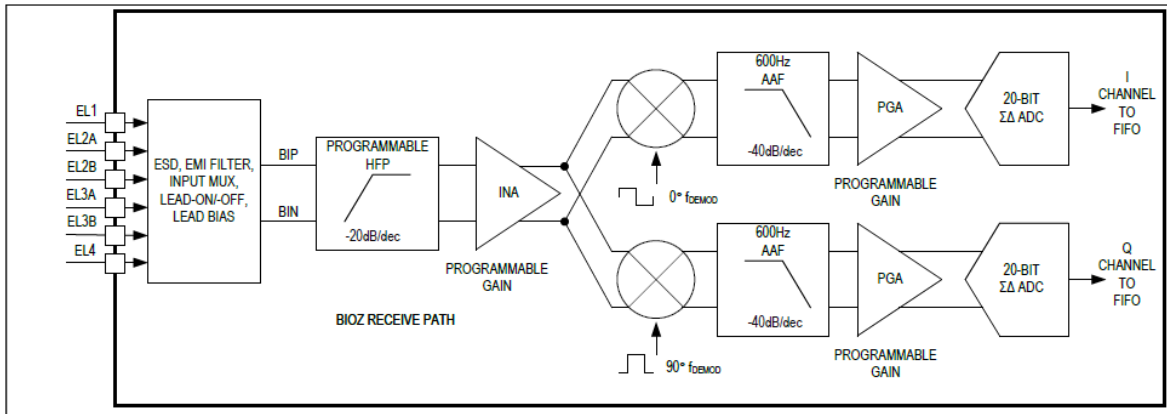 EL1
EL2A
EL2B
EL3A
EL3B
EL4
ESD, EMI FILTER,
INPUT MUX,
LEAD-ON/-OFF,
LEAD BIAS
BIP
BIN
PROGRAMMABLE
HFP
-20dB/dec
INA
PROGRAMMABLE
GAIN
BIOZ RECEIVE PATH
0° fDEMOD
600Hz
AAF
-40dB/dec
PGA
PROGRAMMABLE
GAIN
20-BIT
ΣΔ ADC
I
CHANNEL
TO
FIFO
90° fDEMOD
600Hz
AAF
-40dB/dec
PGA
PROGRAMMABLE
GAIN
20-BIT
ΣΔ ADC
Q
CHANNEL
TO
FIFO